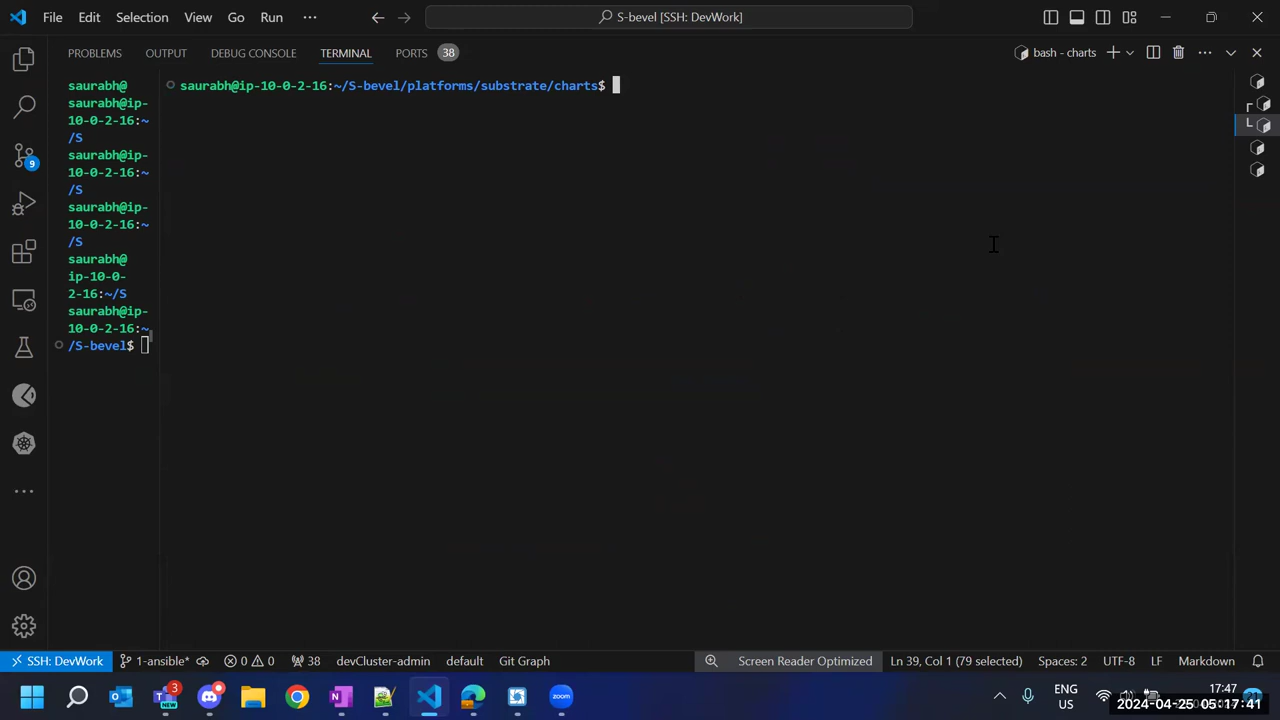 File Edit Selection View Go Run ··· S-bevel [SSH: DevWork]
PROBLEMS OUTPUT DEBUG CONSOLE TERMINAL PORTS 38 bash - charts
saurabh@
saurabh@ip-
10-0-2-16:~
/S
saurabh@ip-
10-0-2-16:~
/S
saurabh@ip-
10-0-2-16:~
/S
saurabh@
ip-10-0-
2-16:~/S
saurabh@ip-
10-0-2-16:~
/S-bevel$
saurabh@ip-10-0-2-16:~/S-bevel/platforms/substrate/charts$
9
SSH: DevWork 1-ansible* 0 0 38 devCluster-admin default Git Graph Screen Reader Optimized Ln 39, Col 1 (79 selected) Spaces: 2 UTF-8 LF Markdown
3
NEW
zoom
ENG
US
17:47
2024-04-25 05:17:41